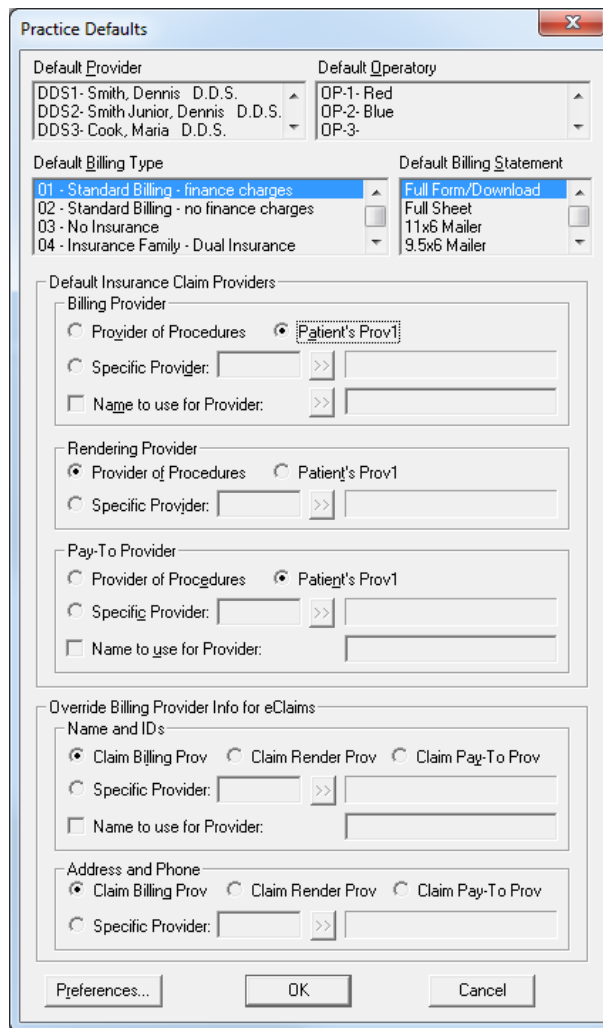 Practice Defaults
Default Provider Default Operatory
DDS1- Smith, Dennis D.D.S. OP-1- Red
DDS2- Smith Junior, Dennis D.D.S. OP-2- Blue
DDS3- Cook, Maria D.D.S. OP-3-
Default Billing Type Default Billing Statement
01 - Standard Billing - finance charges Full Form/Download
02 - Standard Billing - no finance charges Full Sheet
03 - No Insurance 11x6 Mailer
04 - Insurance Family - Dual Insurance 9.5x6 Mailer
Default Insurance Claim Providers
Billing Provider
Provider of Procedures Patient's Prov1
Specific Provider: >>
Name to use for Provider: >>
Rendering Provider
Provider of Procedures Patient's Prov1
Specific Provider: >>
Pay-To Provider
Provider of Procedures Patient's Prov1
Specific Provider: >>
Name to use for Provider:
Override Billing Provider Info for eClaims
Name and IDs
Claim Billing Prov Claim Render Prov Claim Pay-To Prov
Specific Provider: >>
Name to use for Provider:
Address and Phone
Claim Billing Prov Claim Render Prov Claim Pay-To Prov
Specific Provider: >>
Preferences... OK Cancel